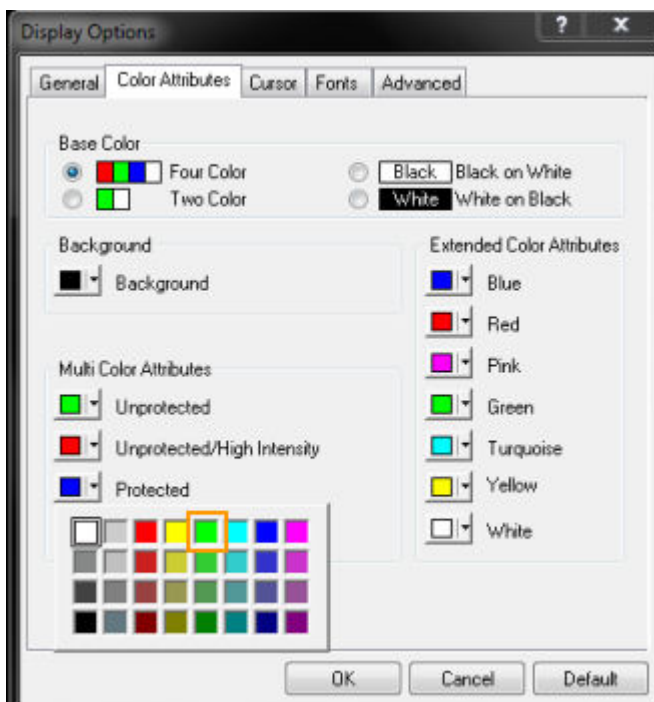 Display Options
?
x
General
Color Attributes
Cursor
Fonts
Advanced
Base Color
Four Color
Black Black on White
Two Color
White White on Black
Background
Background
Extended Color Attributes
Blue
Red
Pink
Green
Turquoise
Yellow
White
Multi Color Attributes
Unprotected
Unprotected/High Intensity
Protected
OK
Cancel
Default